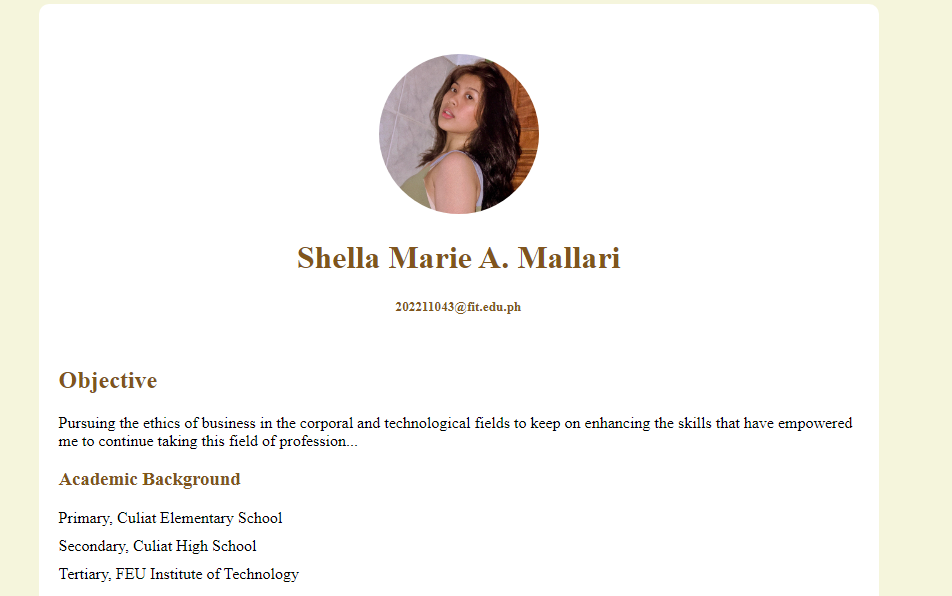 Shella Marie A. Mallari
202211043@fit.edu.ph
Objective
Pursuing the ethics of business in the corporal and technological fields to keep on enhancing the skills that have empowered
me to continue taking this field of profession...
Academic Background
Primary, Culiat Elementary School
Secondary, Culiat High School
Tertiary, FEU Institute of Technology